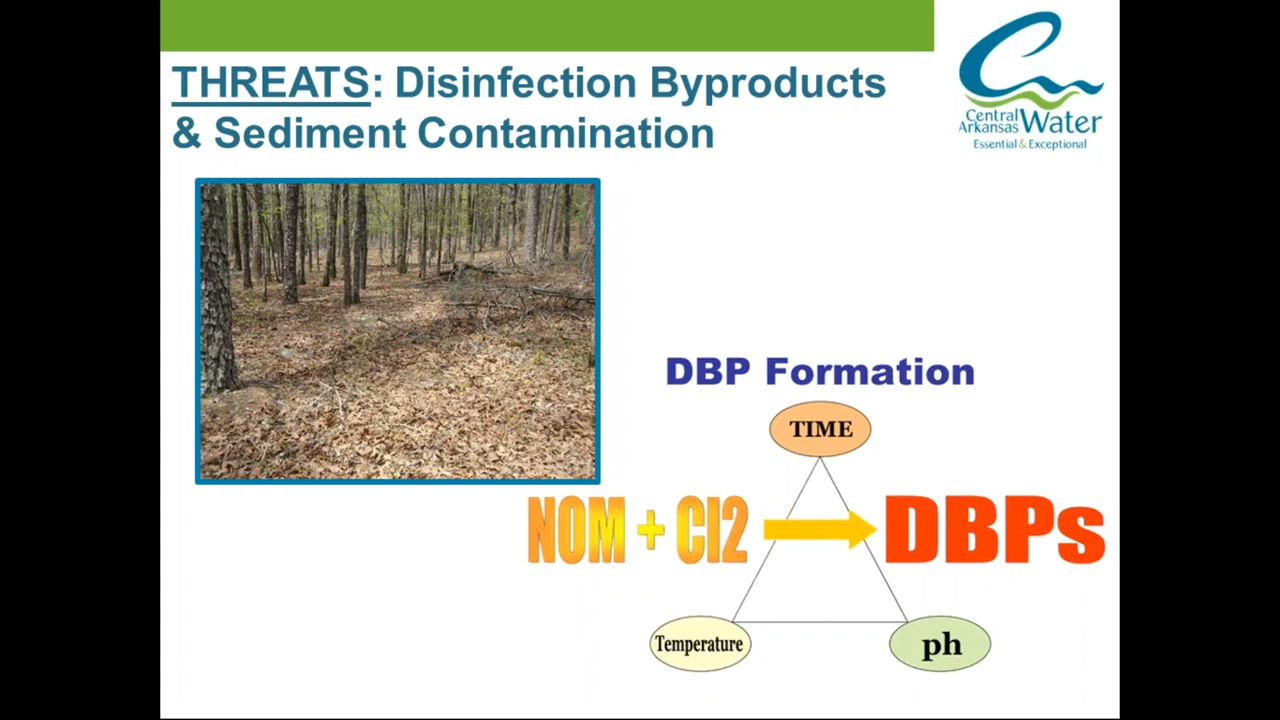 THREATS: Disinfection Byproducts
& Sediment Contamination
Central
Arkansas Water
Essential & Exceptional
DBP Formation
TIME
NOM + Cl2
DBPs
Temperature
ph